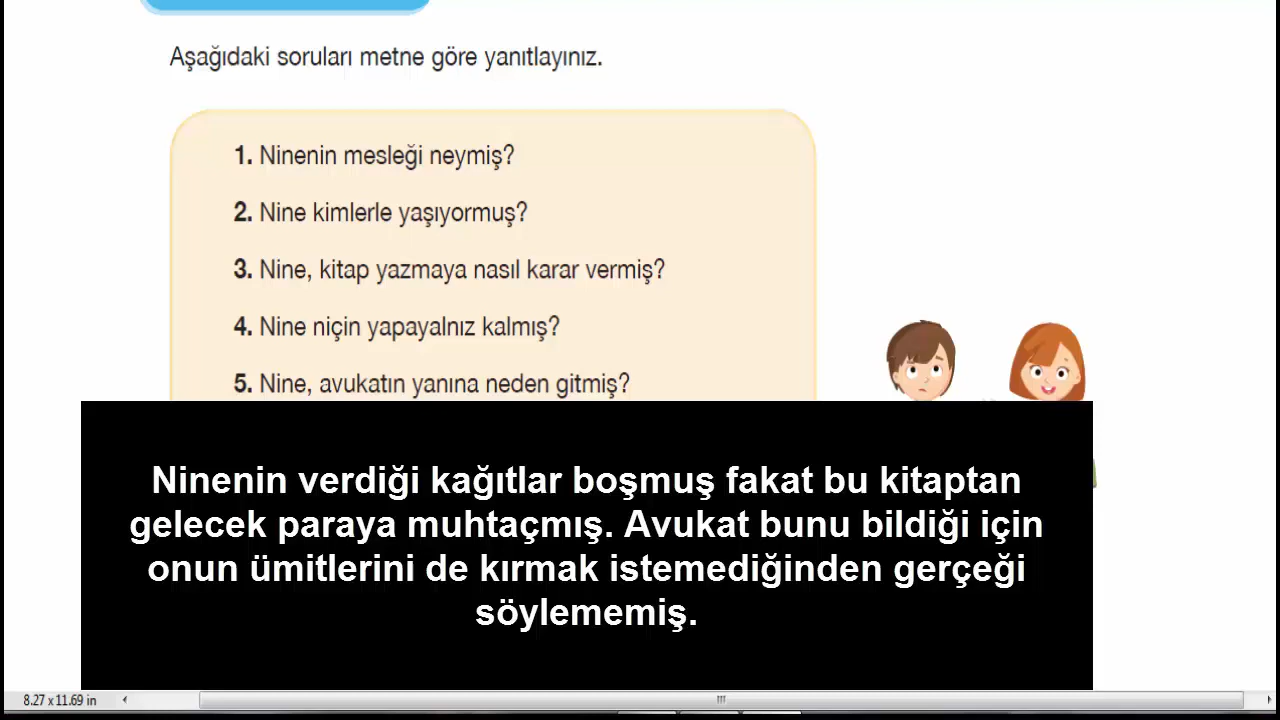 Aşağıdaki soruları metne göre yanıtlayınız.
1. Ninenin mesleği neymiş?
2. Nine kimlerle yaşıyormuş?
3. Nine, kitap yazmaya nasıl karar vermiş?
4. Nine niçin yapayalnız kalmış?
5. Nine, avukatın yanına neden gitmiş?
Ninenin verdiği kağıtlar boşmuş fakat bu kitaptan
gelecek paraya muhtaçmış. Avukat bunu bildiği için
onun ümitlerini de kırmak istemediğinden gerçeği
söylememiş.
8.27 x 11.69 in